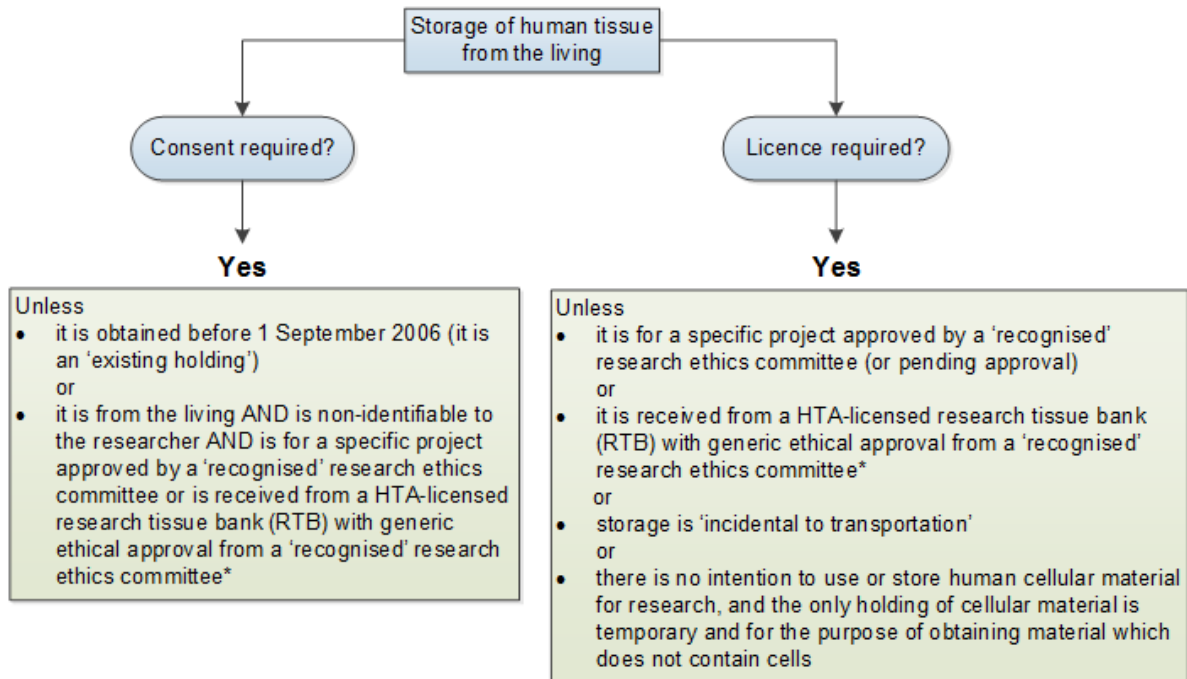 Storage of human tissue
from the living
Consent required?
Licence required?
Yes
Yes
Unless
• it is obtained before 1 September 2006 (it is
an ‘existing holding’)
or
• it is from the living AND is non-identifiable to
the researcher AND is for a specific project
approved by a ‘recognised’ research ethics
committee or is received from a HTA-licensed
research tissue bank (RTB) with generic
ethical approval from a ‘recognised’ research
ethics committee*
Unless
• it is for a specific project approved by a ‘recognised’
research ethics committee (or pending approval)
or
• it is received from a HTA-licensed research tissue bank
(RTB) with generic ethical approval from a ‘recognised’
research ethics committee*
or
• storage is ‘incidental to transportation’
or
• there is no intention to use or store human cellular material
for research, and the only holding of cellular material is
temporary and for the purpose of obtaining material which
does not contain cells